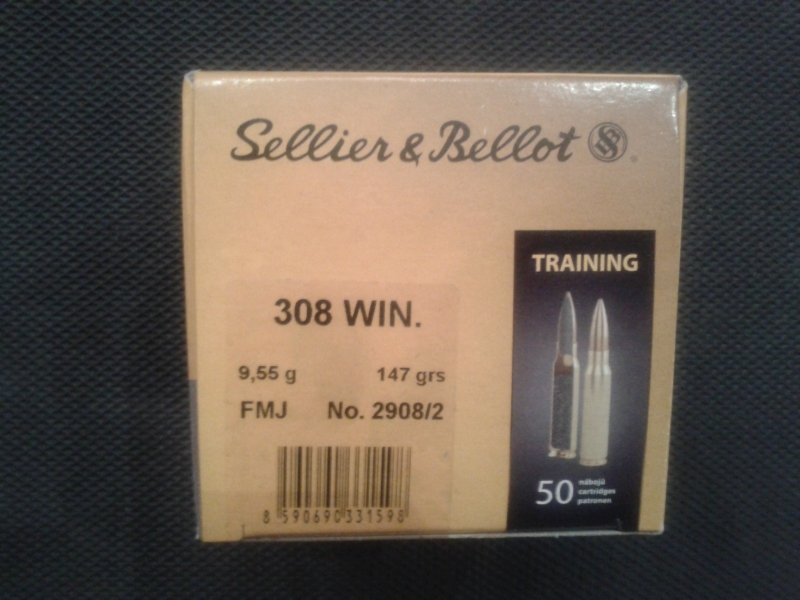 Sellier & Bellot
TRAINING
308 WIN.
9,55 g 147 grs
FMJ No. 2908/2
8 590690 331598
50 nábojů
cartridges
patronen